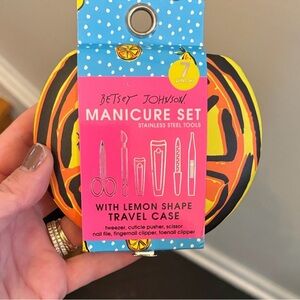 7
BETSEY JOHNSON
MANICURE SET
STAINLESS STEEL TOOLS
WITH LEMON SHAPE
TRAVEL CASE
tweezer, cuticle pusher, scissor
nail file, fingernail clipper, toenail clipper